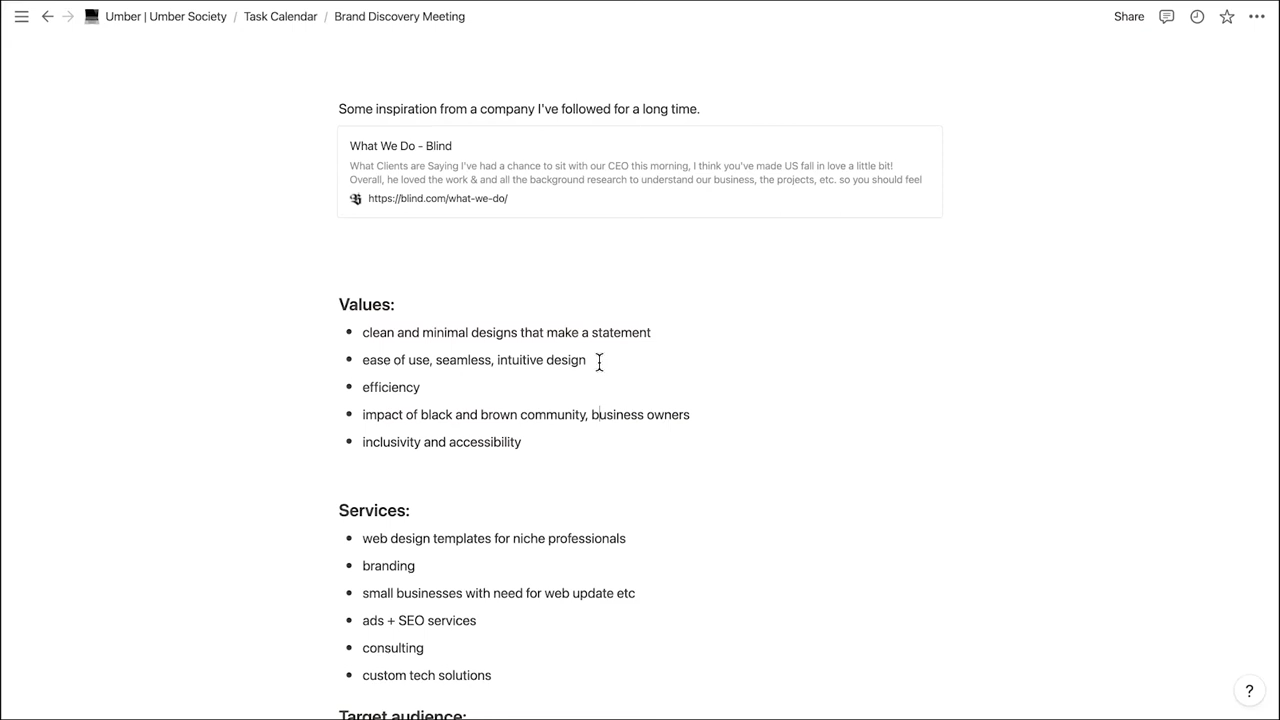 Umber | Umber Society / Task Calendar / Brand Discovery Meeting Share
Some inspiration from a company I've followed for a long time.
What We Do - Blind
What Clients are Saying I've had a chance to sit with our CEO this morning, I think you've made US fall in love a little bit!
Overall, he loved the work & and all the background research to understand our business, the projects, etc. so you should feel
https://blind.com/what-we-do/
Values:
clean and minimal designs that make a statement
ease of use, seamless, intuitive design
efficiency
impact of black and brown community, business owners
inclusivity and accessibility
Services:
web design templates for niche professionals
branding
small businesses with need for web update etc
ads + SEO services
consulting
custom tech solutions
?
Target audience: